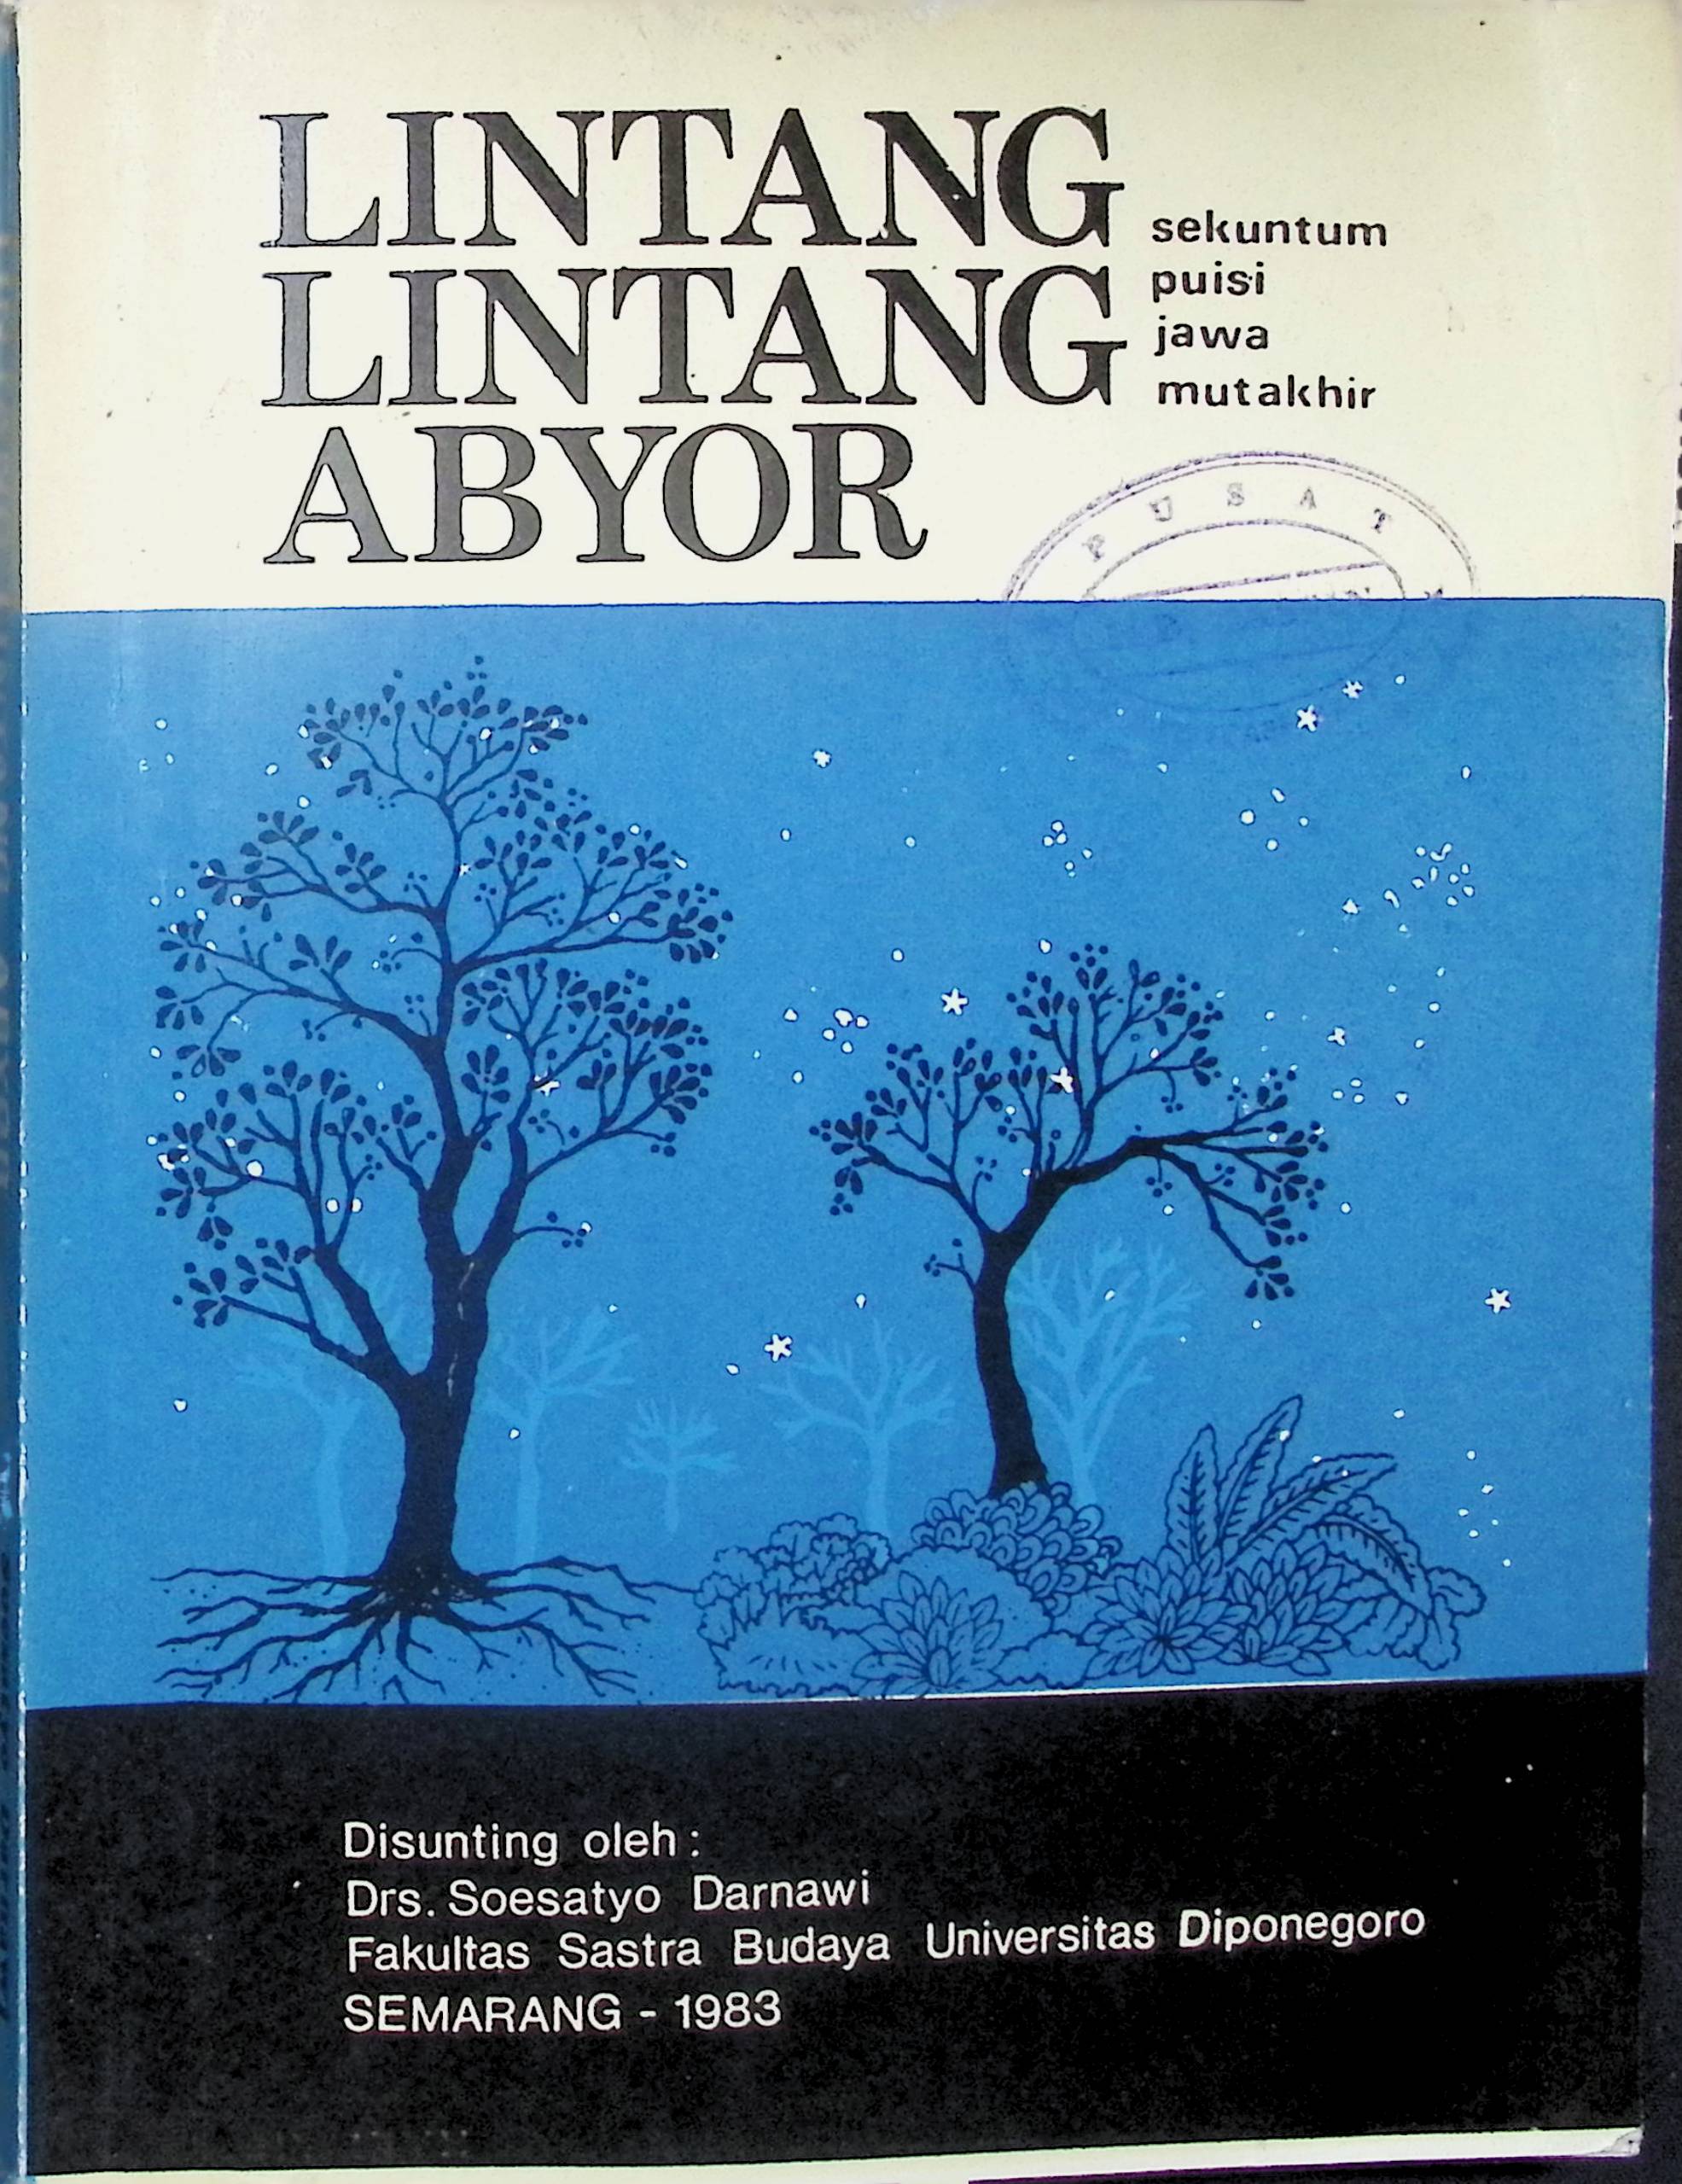 LINTANG
LINTANG
ABYOR
sekuntum
puisi
jawa
mutakhir
PUSAT
Disunting oleh :
Drs. Soesatyo Darnawi
Fakultas Sastra Budaya Universitas Diponegoro
SEMARANG - 1983